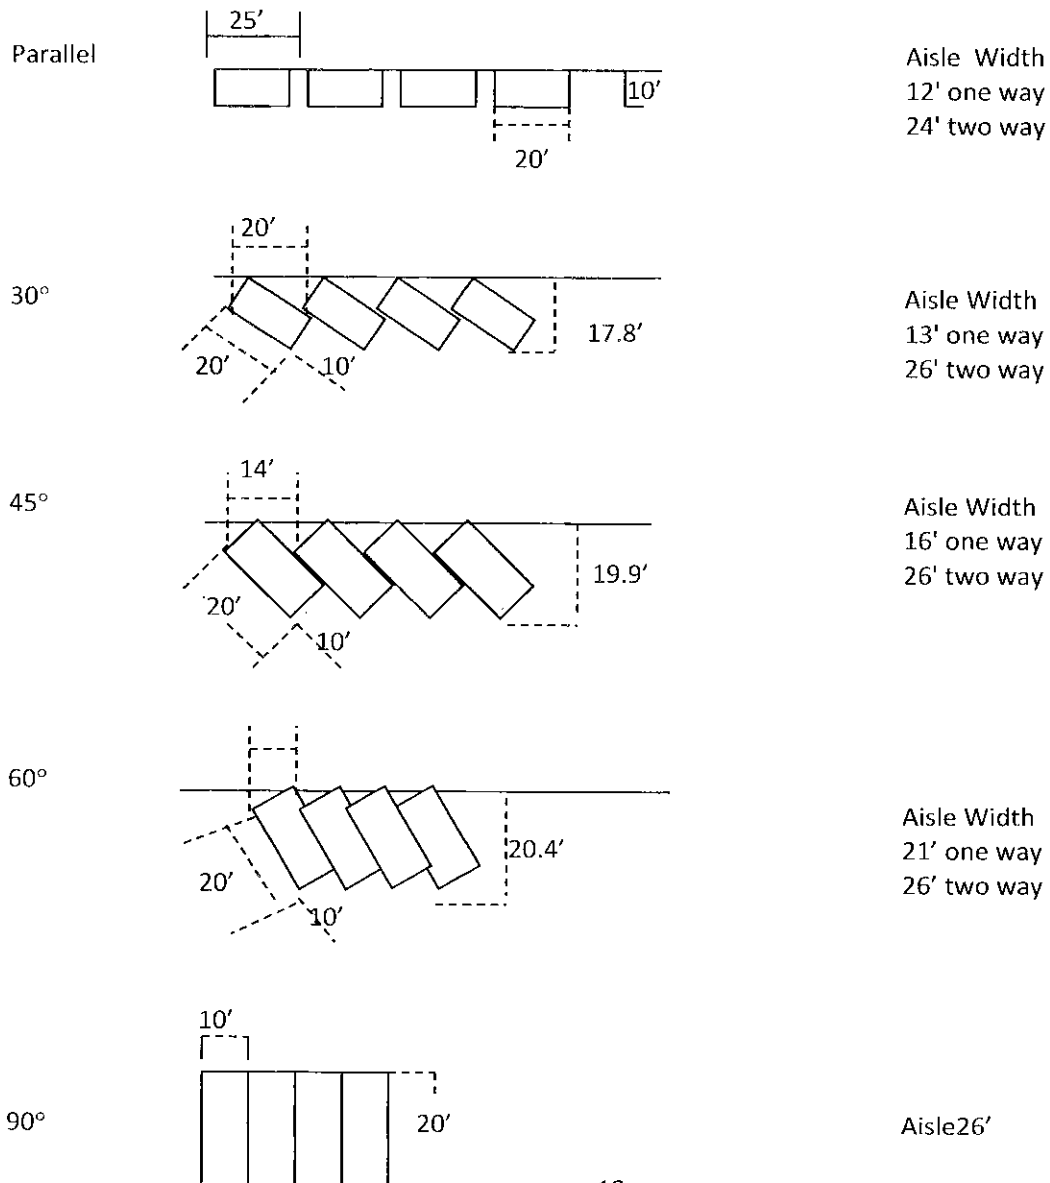 25'
Parallel
10'
20'
Aisle Width
12' one way
24' two way
20'
30°
17.8'
20'
10'
Aisle Width
13' one way
26' two way
14'
45°
19.9'
20'
10'
Aisle Width
16' one way
26' two way
60°
20.4'
20'
10'
Aisle Width
21' one way
26' two way
10'
90°
20'
Aisle26'